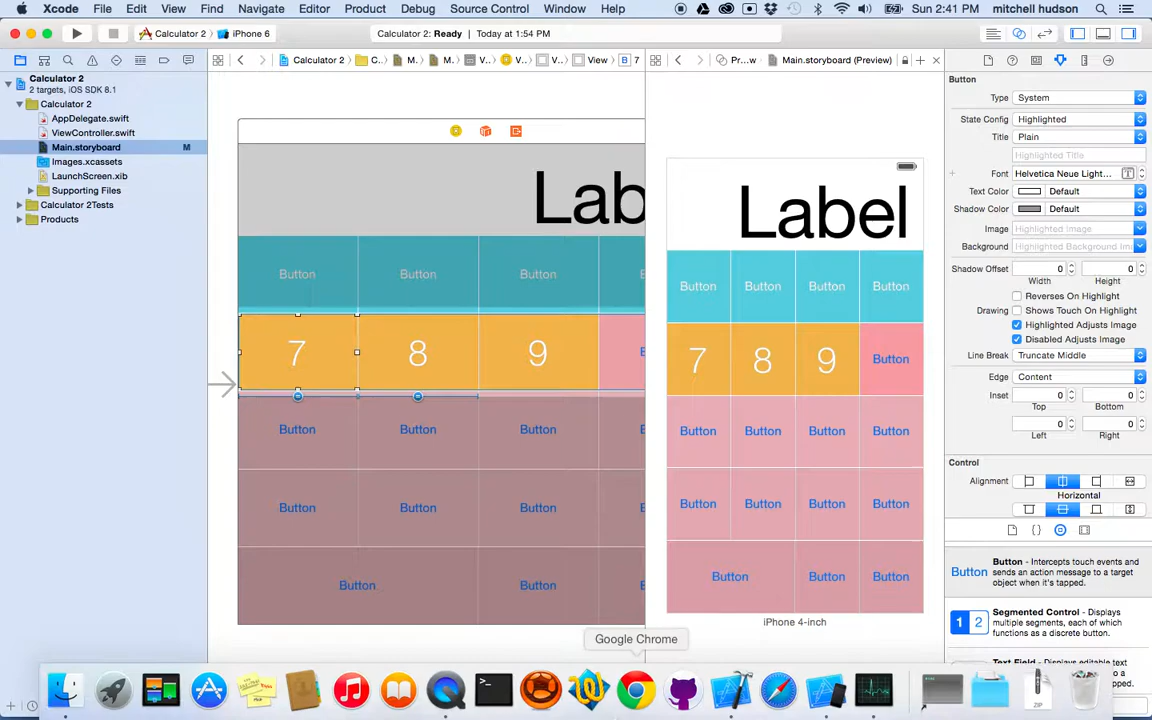 Xcode File Edit View Find Navigate Editor Product Debug Source Control Window Help Sun 2:41 PM mitchell hudson
Calculator 2 iPhone 6 Calculator 2: Ready Today at 1:54 PM
Calculator 2
2 targets, iOS SDK 8.1
Calculator 2
AppDelegate.swift
ViewController.swift
Main.storyboard M
Images.xcassets
LaunchScreen.xib
Supporting Files
Calculator 2Tests
Products
Calculator 2 C... M... M... V... V... V... View B 7
Pr... Main.storyboard (Preview)
Lab
Button Button Button
7 8 9 B
Button Button Button B
Button Button Button B
Button Button B
Label
Button Button Button Button
7 8 9 Button
Button Button Button Button
Button Button Button Button
Button Button Button
iPhone 4-inch
Button
Type System
State Config Highlighted
Title Plain
Highlighted Title
Font Helvetica Neue Light... T
Text Color Default
Shadow Color Default
Image Highlighted Image
Background Highlighted Background Ima
Shadow Offset 0 0
Width Height
Reverses On Highlight
Drawing Shows Touch On Highlight
Highlighted Adjusts Image
Disabled Adjusts Image
Line Break Truncate Middle
Edge Content
Inset 0 0
Top Bottom
0 0
Left Right
Control
Alignment
Horizontal
Button Button - Intercepts touch events and
sends an action message to a target
object when it's tapped.
1 2 Segmented Control - Displays
multiple segments, each of which
functions as a discrete button.
Text Field - Displays editable text
Google Chrome
ZIP